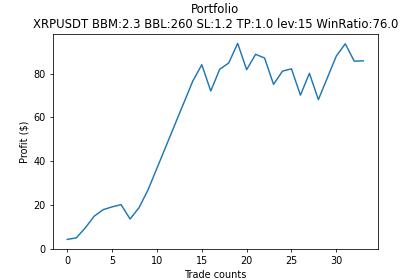 Portfolio
XRPUSDT BBM:2.3 BBL:260 SL:1.2 TP:1.0 lev:15 WinRatio:76.0
80
60
40
20
0
Profit ($)
0 5 10 15 20 25 30
Trade counts